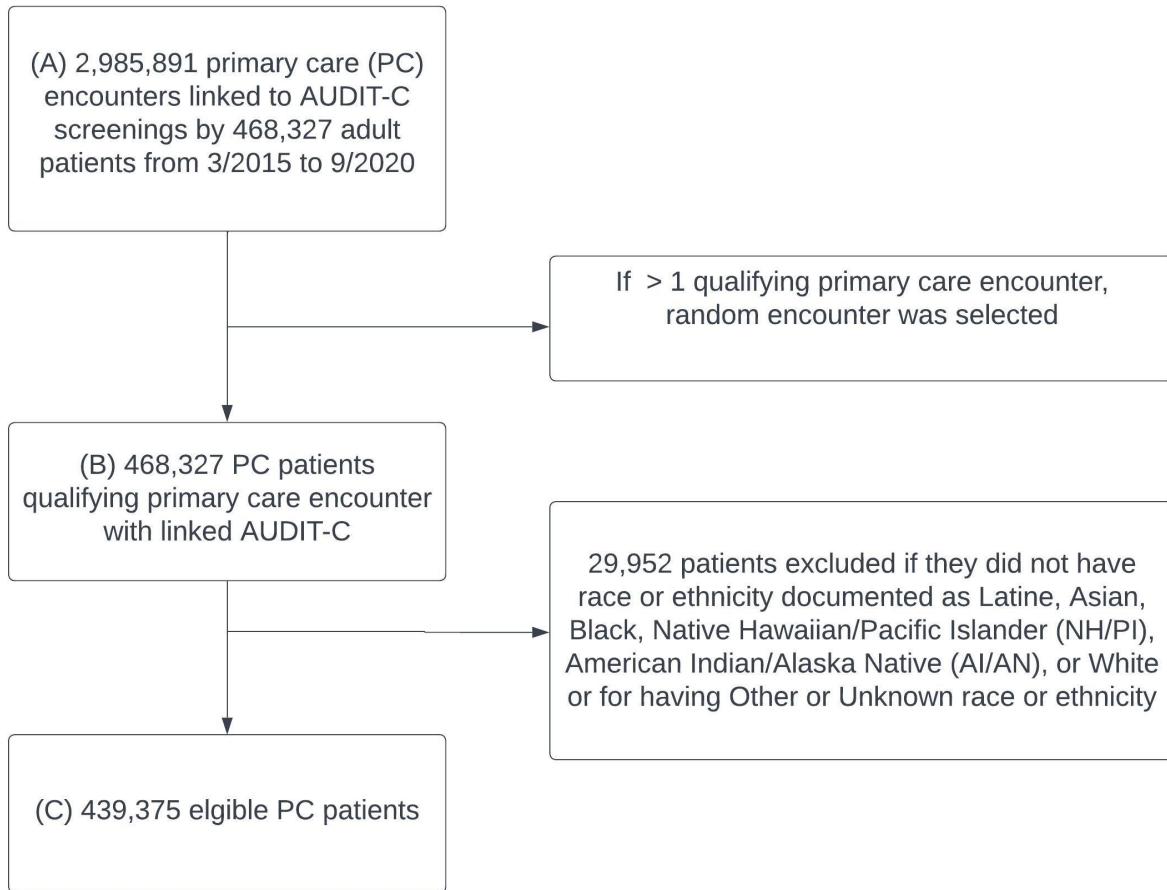 (A) 2,985,891 primary care (PC)
encounters linked to AUDIT-C
screenings by 468,327 adult
patients from 3/2015 to 9/2020
If  > 1 qualifying primary care encounter,
random encounter was selected
(B) 468,327 PC patients
qualifying primary care encounter
with linked AUDIT-C
29,952 patients excluded if they did not have
race or ethnicity documented as Latine, Asian,
Black, Native Hawaiian/Pacific Islander (NH/PI),
American Indian/Alaska Native (AI/AN), or White
or for having Other or Unknown race or ethnicity
(C) 439,375 elgible PC patients